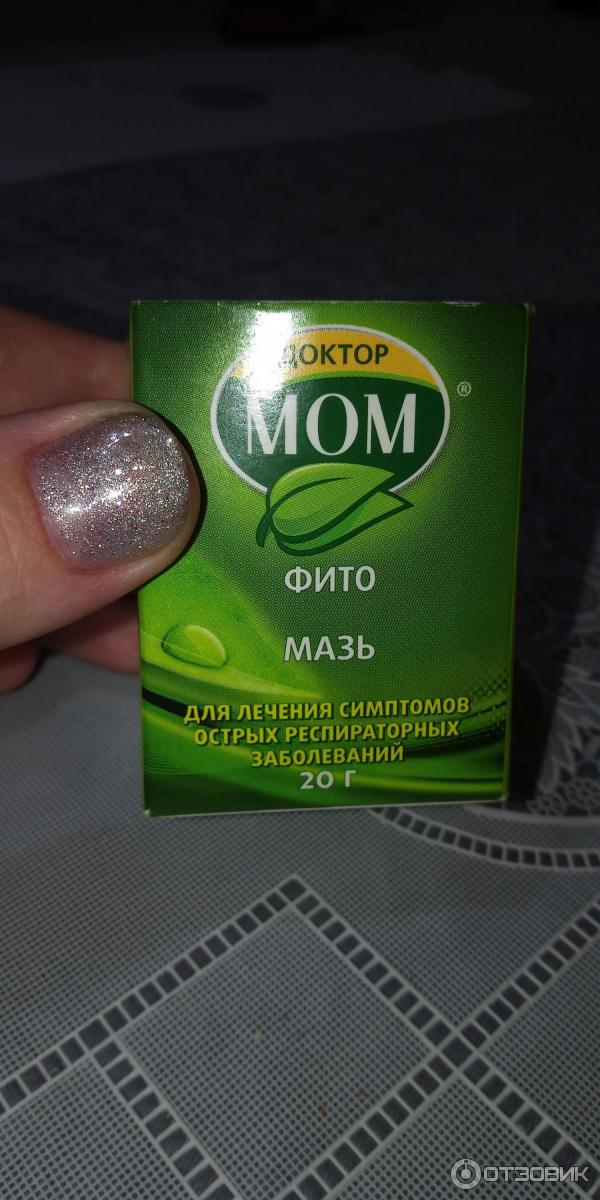 ДОКТОР
МОМ
®
ФИТО
МАЗЬ
ДЛЯ ЛЕЧЕНИЯ СИМПТОМОВ
ОСТРЫХ РЕСПИРАТОРНЫХ
ЗАБОЛЕВАНИЙ
20 Г
ОТЗОВИК